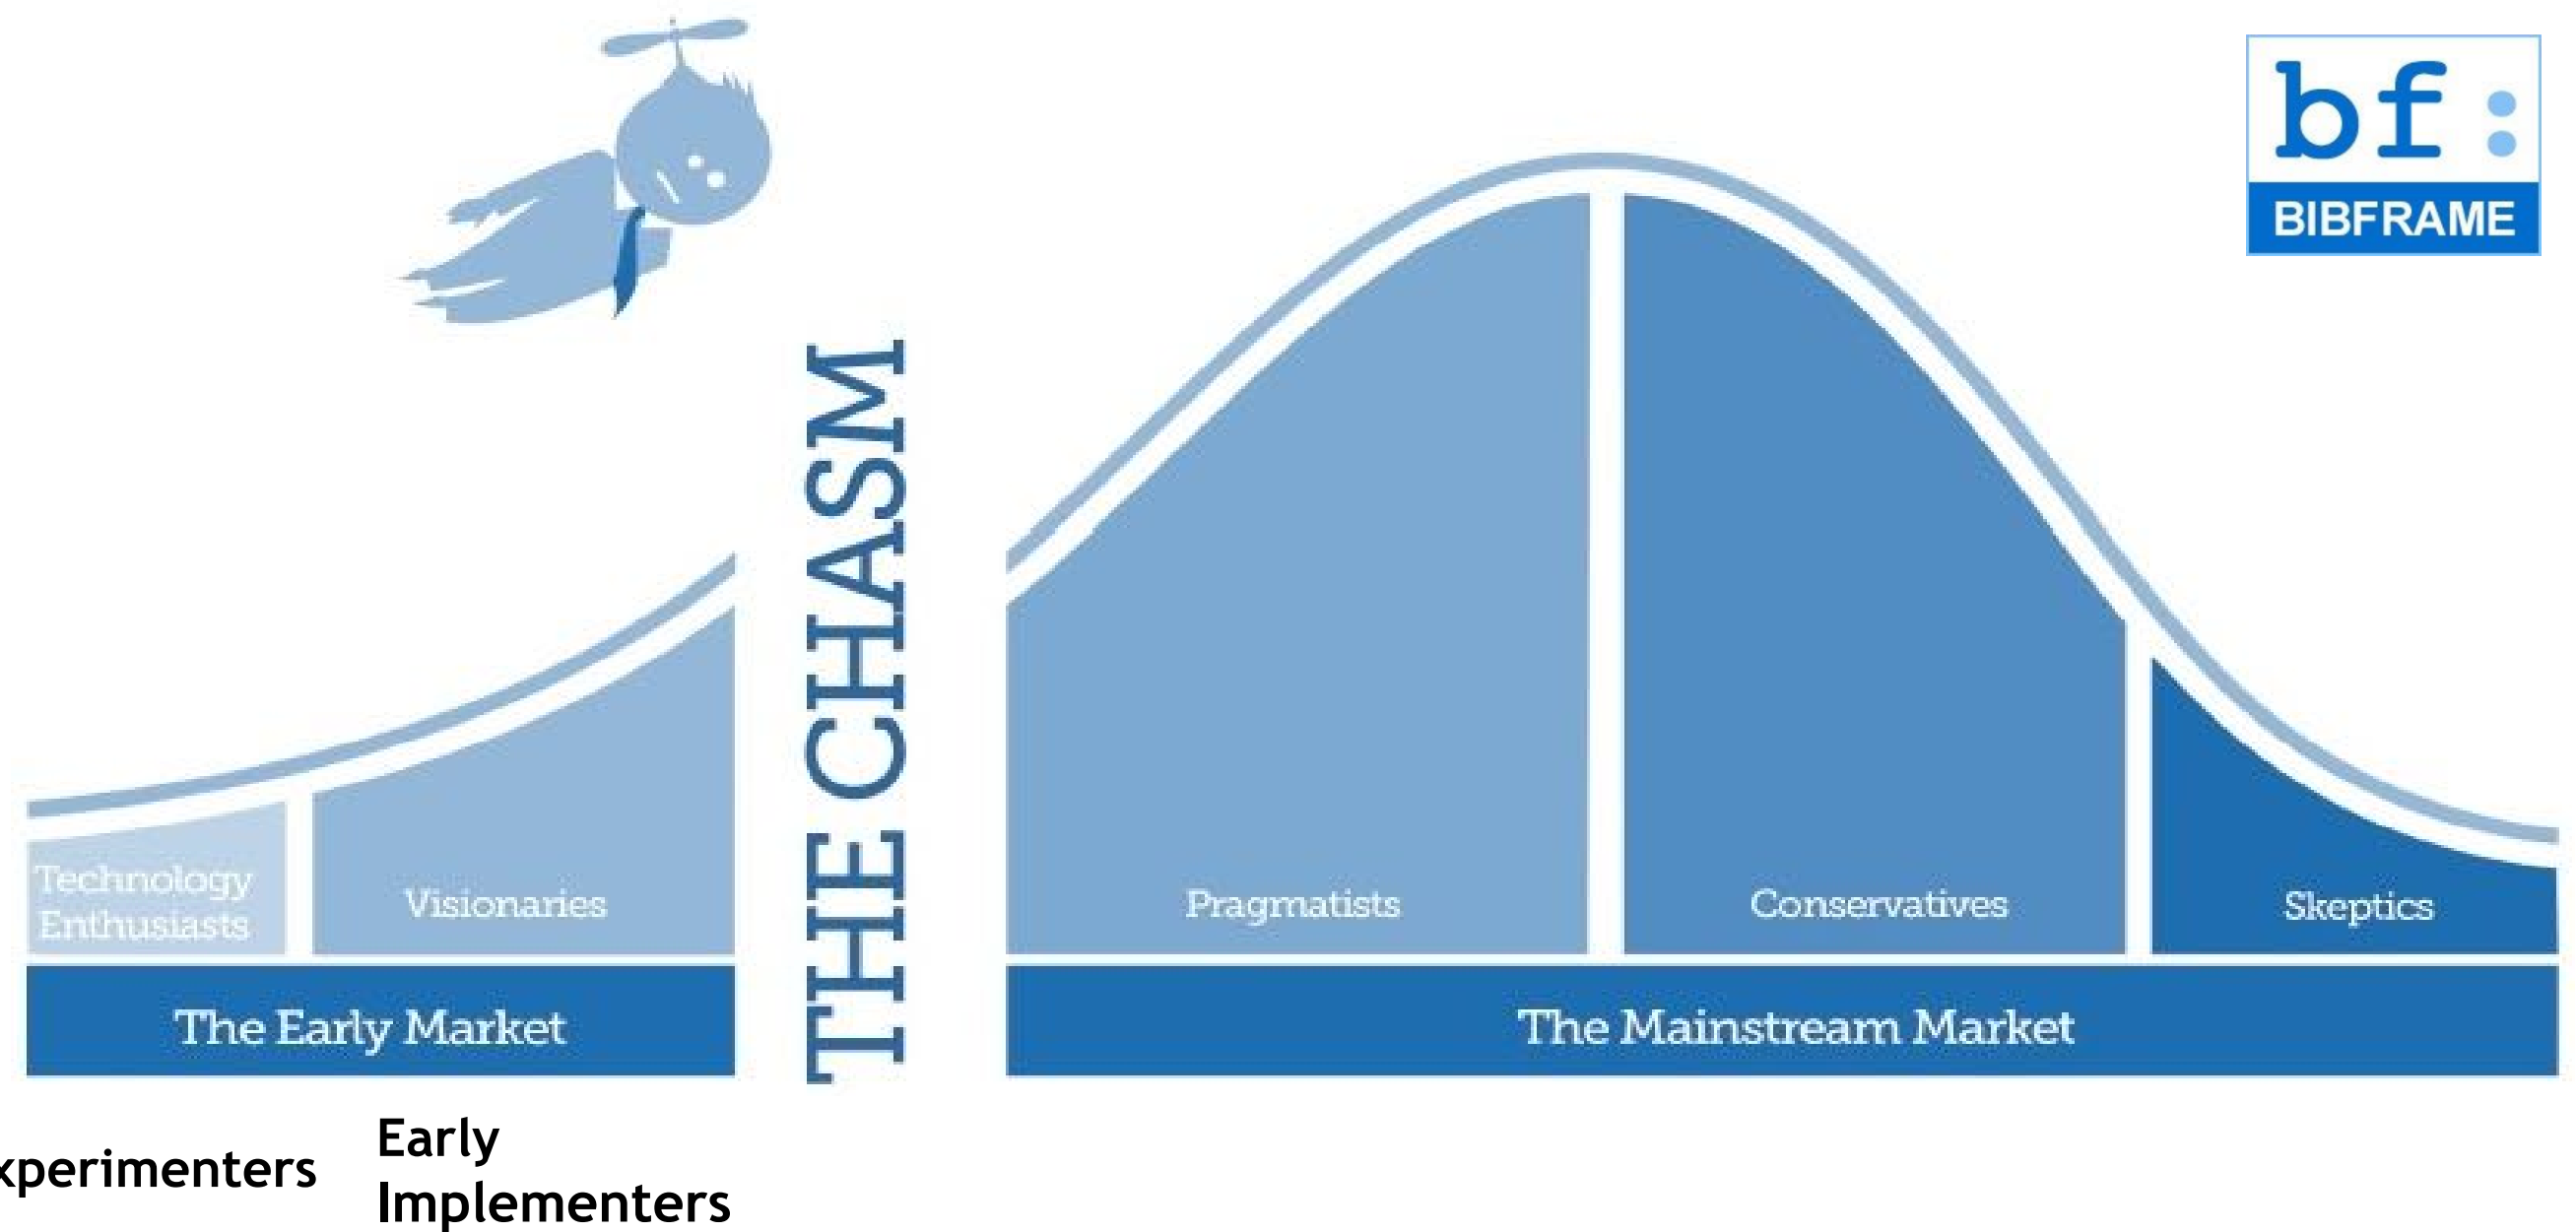 bf:
BIBFRAME
THE CHASM
Technology
Enthusiasts
Visionaries
Pragmatists
Conservatives
Skeptics
The Early Market
The Mainstream Market
xperimenters
Early
Implementers